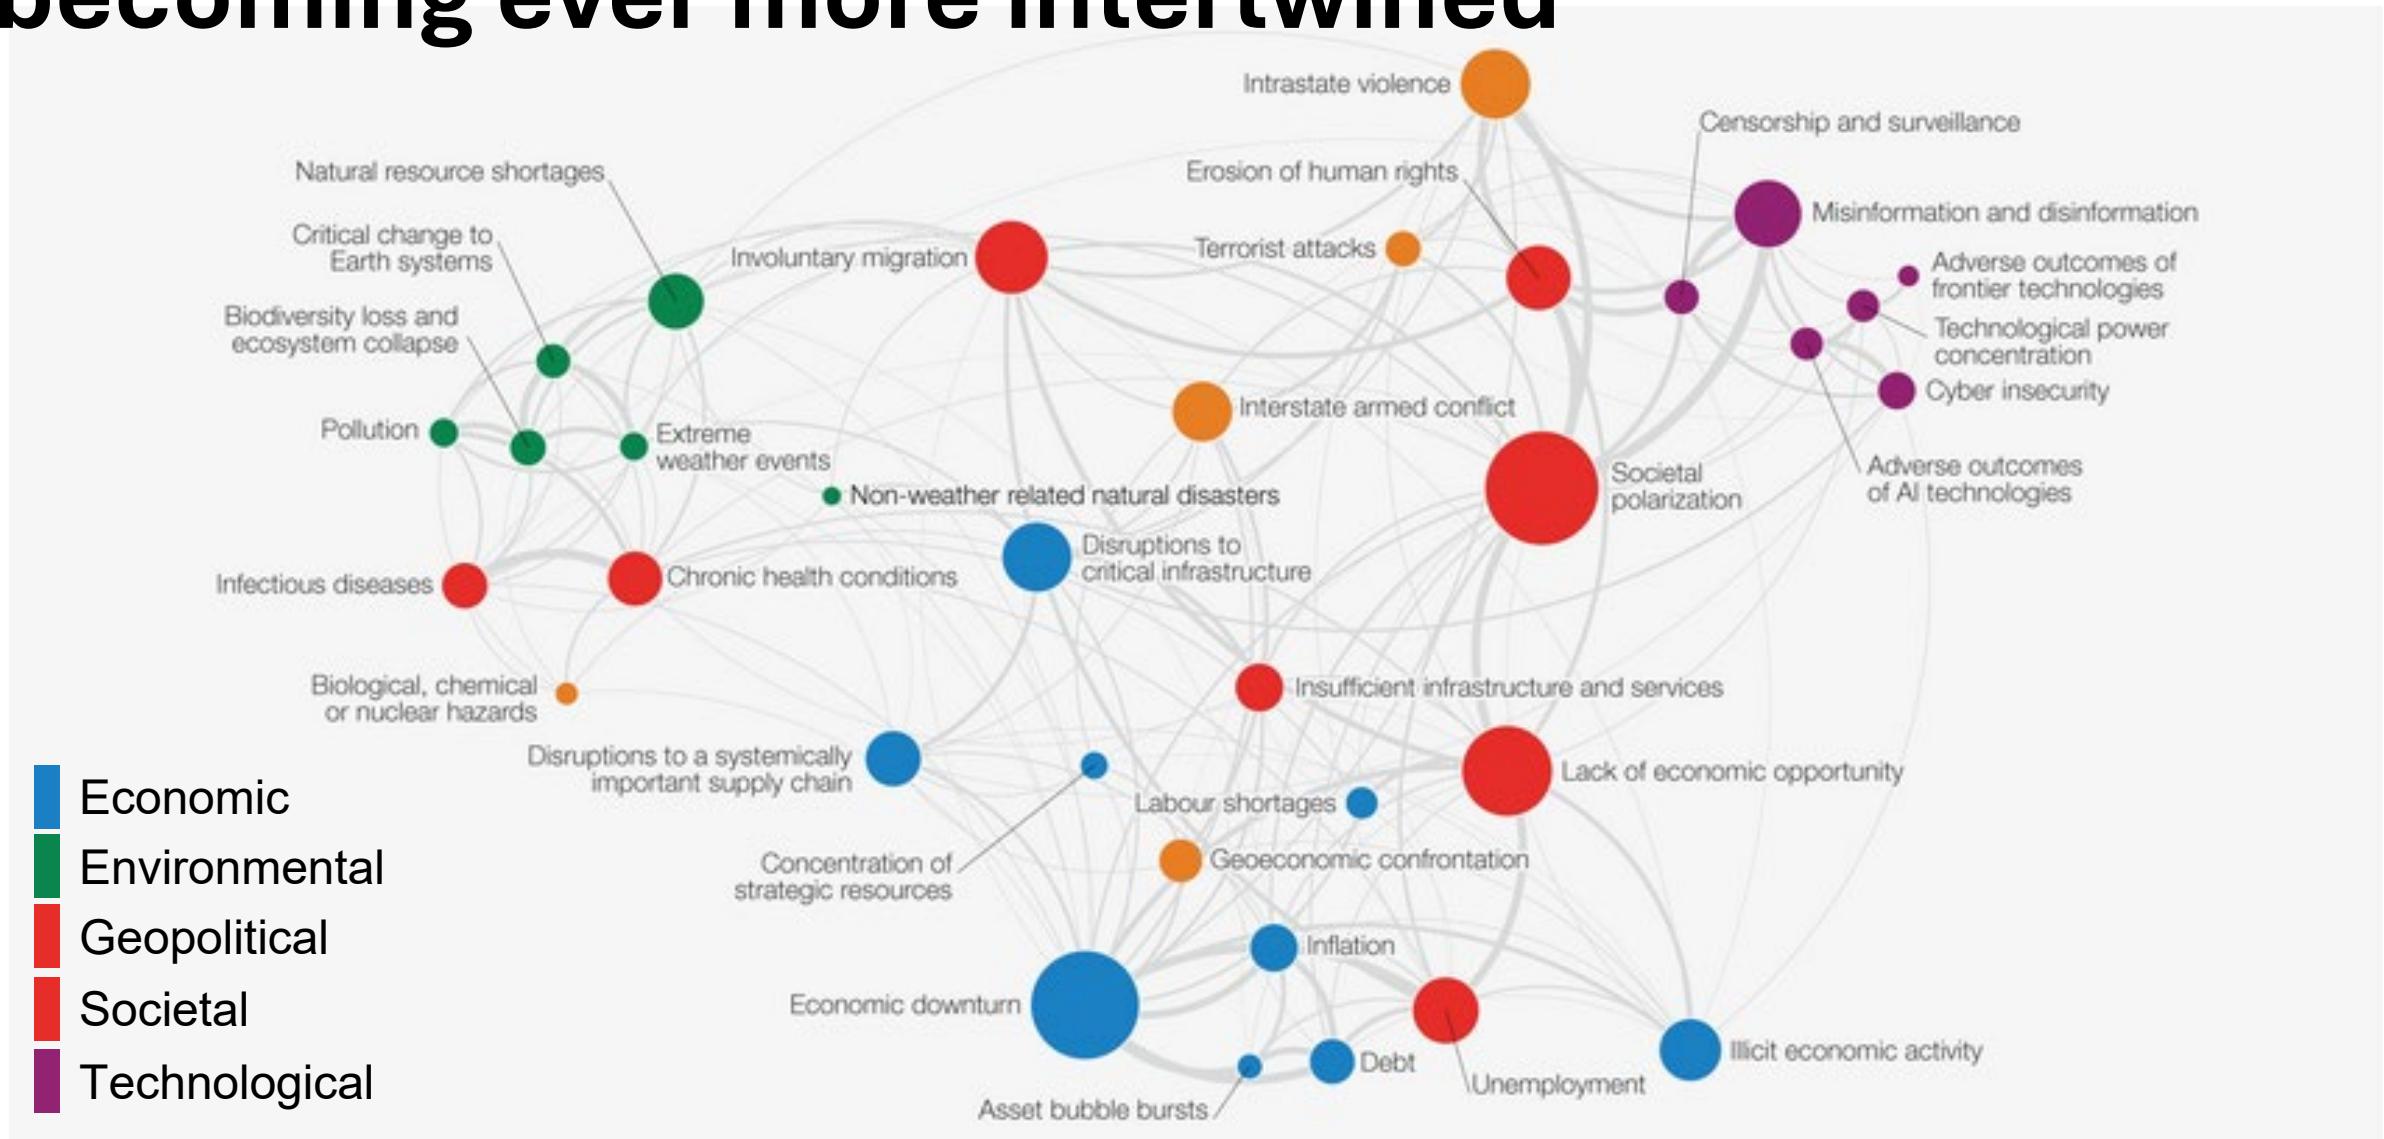 becoming ever more intertwined
Intrastate violence
Censorship and surveillance
Natural resource shortages
Erosion of human rights
Misinformation and disinformation
Critical change to
Earth systems
Involuntary migration
Terrorist attacks
Adverse outcomes of
frontier technologies
Biodiversity loss and
ecosystem collapse
Technological power
concentration
Cyber insecurity
Interstate armed conflict
Pollution
Extreme
weather events
Societal
polarization
Adverse outcomes
of AI technologies
Non-weather related natural disasters
Disruptions to
critical infrastructure
Infectious diseases
Chronic health conditions
Biological, chemical
or nuclear hazards
Insufficient infrastructure and services
Disruptions to a systemically
important supply chain
Lack of economic opportunity
Labour shortages
Concentration of
strategic resources
Geoeconomic confrontation
Inflation
Economic downturn
Debt
Illicit economic activity
Unemployment
Asset bubble bursts
Economic
Environmental
Geopolitical
Societal
Technological